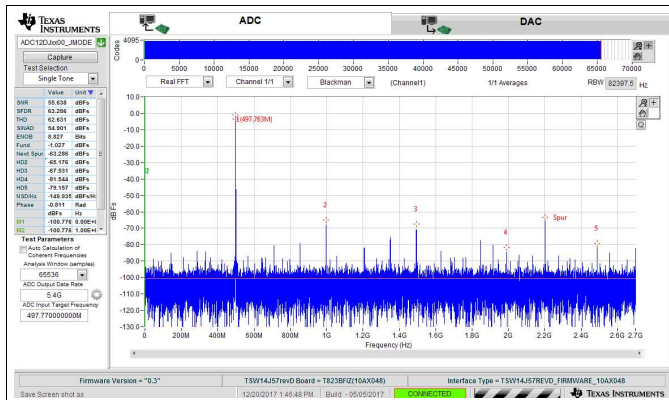 TEXAS INSTRUMENTS
ADC
DAC
ADC12DJxx00_JMODE
Capture
Test Selection
Single Tone
Value Unit
SNR 55.638 dBFs
SFDR 63.286 dBFs
THD 62.631 dBFs
SINAD 54.901 dBFs
ENOB 8.827 Bits
Fund. -1.027 dBFs
Next Spur -63.286 dBFs
HD2 -65.176 dBFs
HD3 -67.531 dBFs
HD4 -81.544 dBFs
HD5 -79.157 dBFs
NSD/Hz -149.935 dBFs/Hz
Phase -0.811 Rad
dBFs Hz
M1 -100.776 0.00E+
M2 -100.776 1.00E+
Test Parameters
Auto Calculation of
Coherent Frequencies
Analysis Window (samples)
65536
ADC Output Data Rate
5.4G
ADC Input Target Frequency
497.770000000M
Codes
4095
0
0 5000 10000 15000 20000 25000 30000 35000 40000 45000 50000 55000 60000 65000 70000
Real FFT Channel 1/1 Blackman (Channel1) 1/1 Averages RBW 82397.5 Hz
10.0
0.0
-10.0
-20.0
-30.0
-40.0
-50.0
-60.0
-70.0
-80.0
-90.0
-100.0
-110.0
-120.0
-130.0
dBFs
1(497.763M)
2
3
4
Spur
5
0 200M 400M 600M 800M 1G 1.2G 1.4G 1.6G 1.8G 2G 2.2G 2.4G 2.6G 2.7G
Frequency (Hz)
Firmware Version = "0.3"
TSW14J57revD Board = T823BFIZ(10AX048)
Interface Type = TSW14J57REVD_FIRMWARE_10AX048
Save Screen shot as
12/20/2017 1:46:48 PM
Build - 05/05/2017
CONNECTED
TEXAS INSTRUMENTS